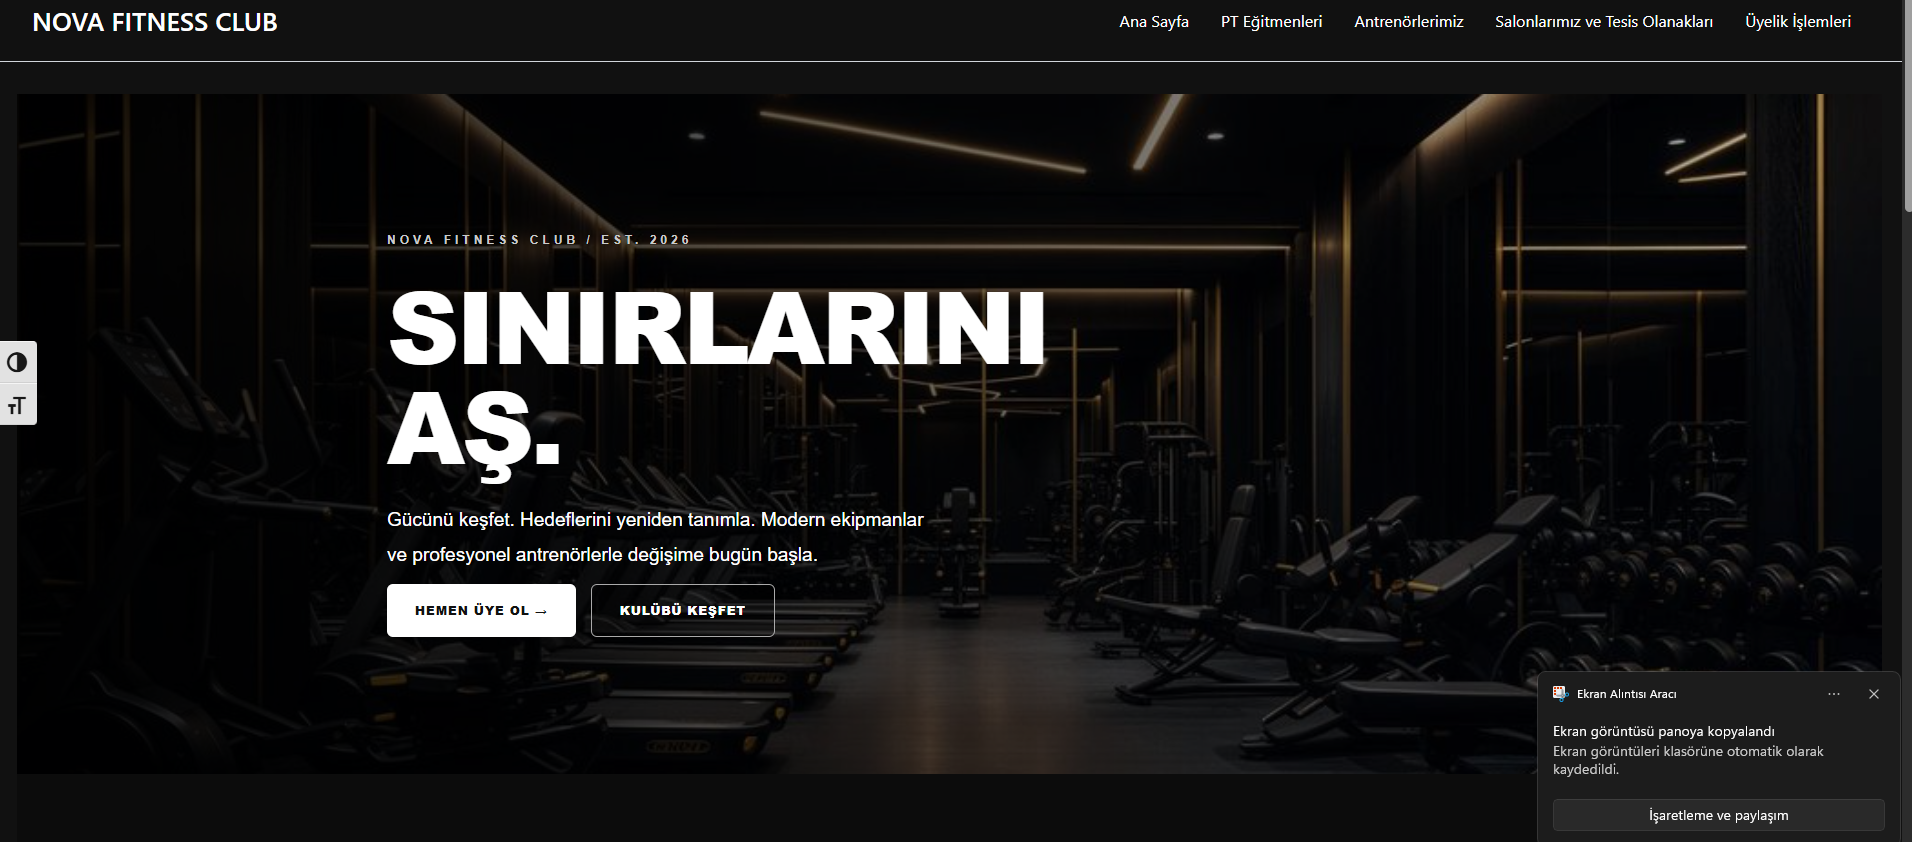 NOVA FITNESS CLUB
Ana Sayfa
PT Eğitmenleri
Antrenörlerimiz
Salonlarımız ve Tesis Olanakları
Üyelik İşlemleri
NOVA FITNESS CLUB / EST. 2026
SINIRLARINI
AŞ.
Gücünü keşfet. Hedeflerini yeniden tanımla. Modern ekipmanlar
ve profesyonel antrenörlerle değişime bugün başla.
HEMEN ÜYE OL →
KULÜBÜ KEŞFET
Ekran Alıntısı Aracı
Ekran görüntüsü panoya kopyalandı
Ekran görüntüleri klasörüne otomatik olarak
kaydedildi.
İşaretleme ve paylaşım